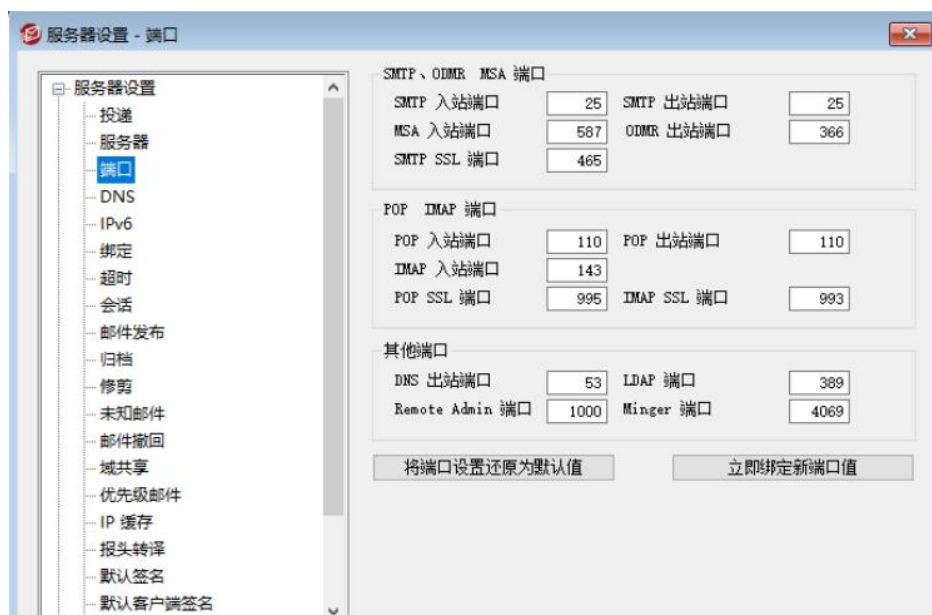 服务器设置 - 端口
服务器设置
投递
服务器
端口
DNS
IPv6
绑定
超时
会话
邮件发布
归档
修剪
未知邮件
邮件撤回
域共享
优先级邮件
IP 缓存
报头转译
默认签名
默认客户端签名
SMTP、ODMR MSA 端口
SMTP 入站端口 25 SMTP 出站端口 25
MSA 入站端口 587 ODMR 出站端口 366
SMTP SSL 端口 465
POP IMAP 端口
POP 入站端口 110 POP 出站端口 110
IMAP 入站端口 143
POP SSL 端口 995 IMAP SSL 端口 993
其他端口
DNS 出站端口 53 LDAP 端口 389
Remote Admin 端口 1000 Minger 端口 4069
将端口设置还原为默认值 立即绑定新端口值